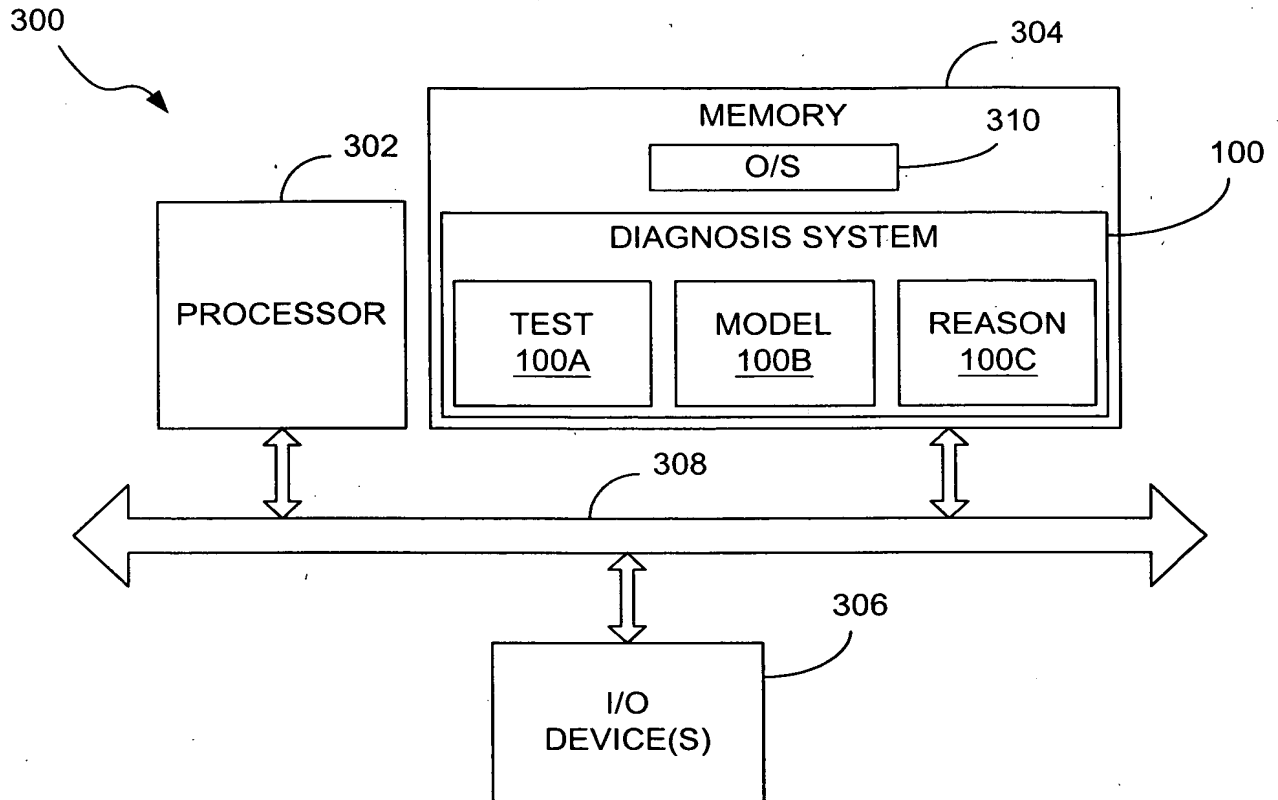 300
304
MEMORY
310
302
O/S
100
DIAGNOSIS SYSTEM
PROCESSOR
TEST
100A
MODEL
100B
REASON
100C
308
306
I/O
DEVICE(S)